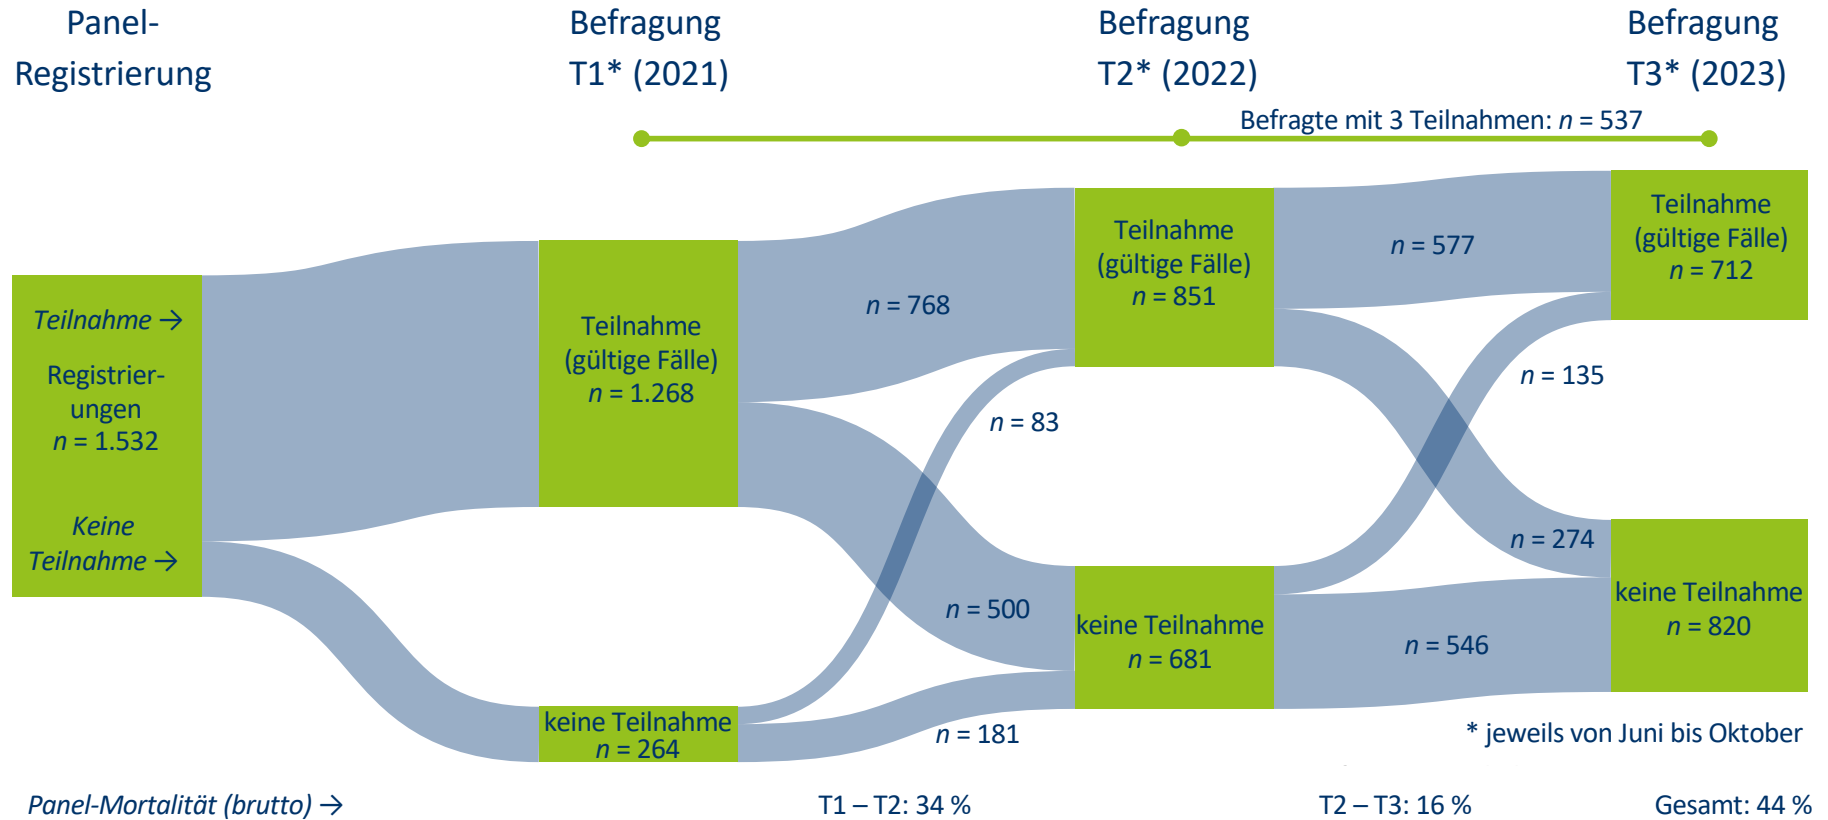 Panel-
Registrierung
Befragung
T1* (2021)
Befragung
T2* (2022)
Befragung
T3* (2023)
Befragte mit 3 Teilnahmen: n = 537
Teilnahme →
Registrier-
ungen
n = 1.532
Keine
Teilnahme →
Teilnahme
(gültige Fälle)
n = 1.268
keine Teilnahme
n = 264
n = 768
n = 83
n = 500
n = 181
Teilnahme
(gültige Fälle)
n = 851
keine Teilnahme
n = 681
n = 577
n = 135
n = 274
n = 546
Teilnahme
(gültige Fälle)
n = 712
keine Teilnahme
n = 820
* jeweils von Juni bis Oktober
Panel-Mortalität (brutto) →
T1 – T2: 34 %
T2 – T3: 16 %
Gesamt: 44 %